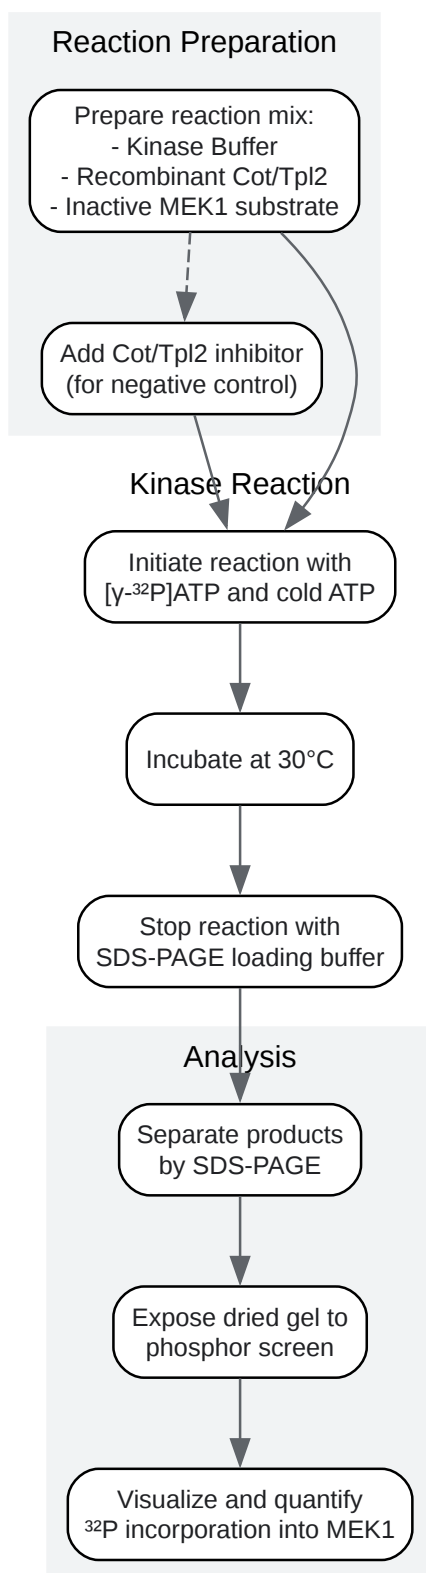 Reaction Preparation
Prepare reaction mix:
- Kinase Buffer
- Recombinant Cot/Tpl2
- Inactive MEK1 substrate
Add Cot/Tpl2 inhibitor
(for negative control)
Kinase Reaction
Initiate reaction with
[γ-³²P]ATP and cold ATP
Incubate at 30°C
Stop reaction with
SDS-PAGE loading buffer
Analysis
Separate products
by SDS-PAGE
Expose dried gel to
phosphor screen
Visualize and quantify
³²P incorporation into MEK1